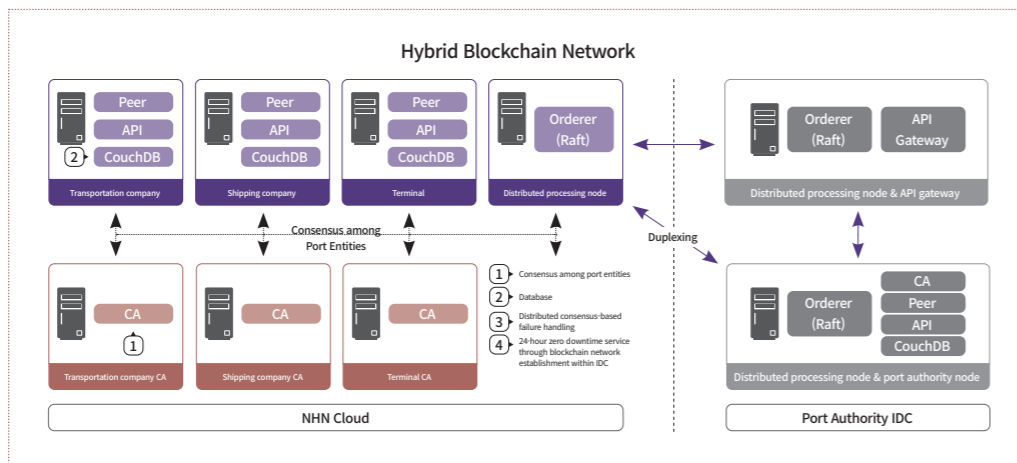 Hybrid Blockchain Network
Peer
API
2
CouchDB
Transportation company
Peer
API
CouchDB
Shipping company
Peer
API
CouchDB
Terminal
Orderer
(Raft)
Distributed processing node
Orderer
(Raft)
API
Gateway
Distributed processing node & API gateway
Consensus among
Port Entities
Duplexing
CA
1
Transportation company CA
CA
Shipping company CA
CA
Terminal CA
1
Consensus among port entities
2
Database
3
Distributed consensus-based
failure handling
4
24-hour zero downtime service
through blockchain network
establishment within IDC
Orderer
(Raft)
CA
Peer
API
CouchDB
Distributed processing node & port authority node
NHN Cloud
Port Authority IDC